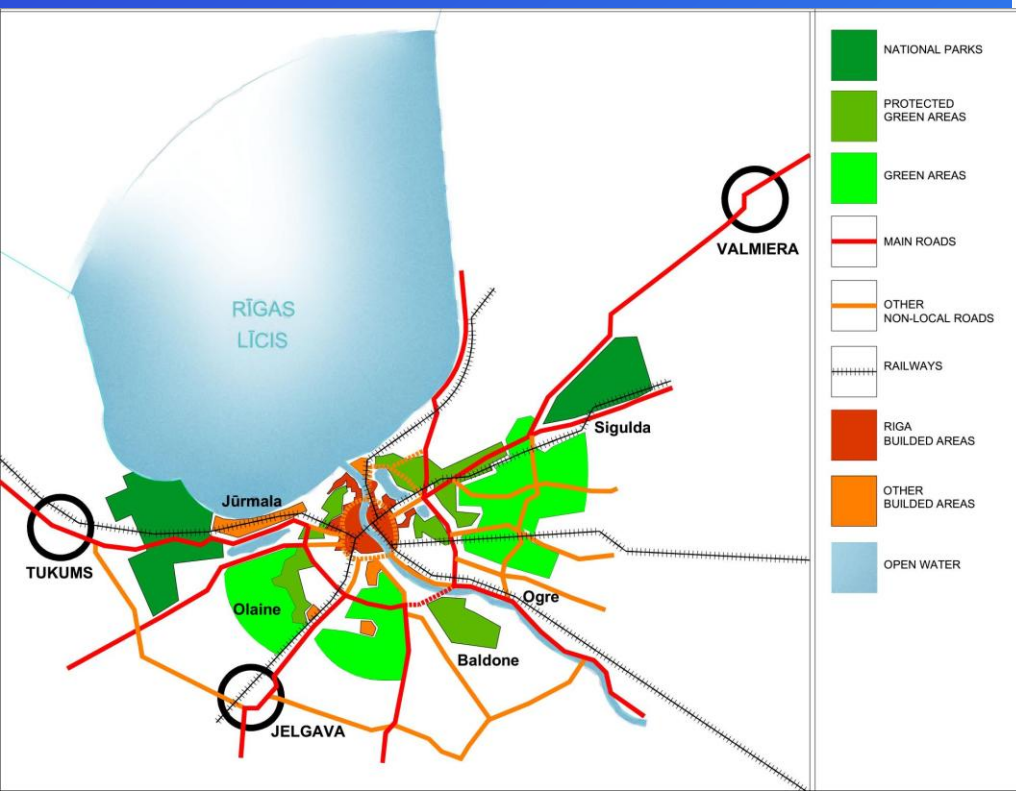 RĪGAS
LĪCIS
VALMIERA
Sigulda
Jūrmala
TUKUMS
Olaine
Ogre
Baldone
JELGAVA
NATIONAL PARKS
PROTECTED
GREEN AREAS
GREEN AREAS
MAIN ROADS
OTHER
NON-LOCAL ROADS
RAILWAYS
RIGA
BUILDED AREAS
OTHER
BUILDED AREAS
OPEN WATER